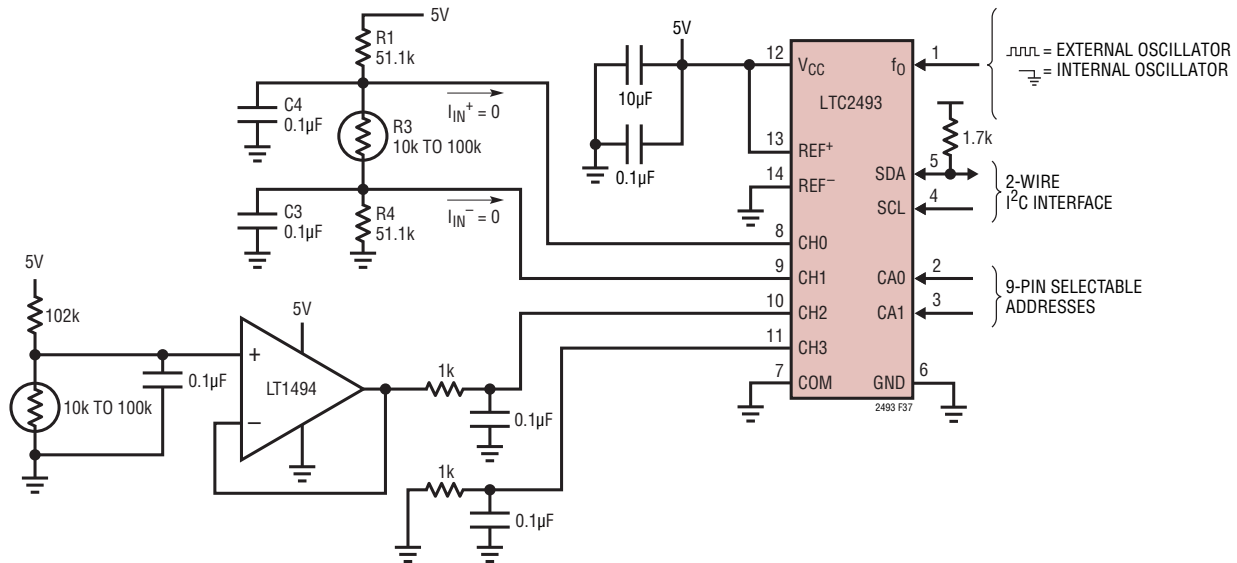 5V
R1
51.1k
C4
0.1µF
I_IN⁺ = 0
R3
10k TO 100k
C3
0.1µF
I_IN⁻ = 0
R4
51.1k
5V
102k
0.1µF
10k TO 100k
5V
+
LT1494
−
1k
0.1µF
1k
0.1µF
5V
10µF
0.1µF
12
V_CC
f_O
1
LTC2493
13
REF⁺
14
REF⁻
SDA
5
SCL
4
8
CH0
9
CH1
CA0
2
10
CH2
CA1
3
11
CH3
7
COM
GND
6
2493 F37
= EXTERNAL OSCILLATOR
= INTERNAL OSCILLATOR
1.7k
2-WIRE
I²C INTERFACE
9-PIN SELECTABLE
ADDRESSES